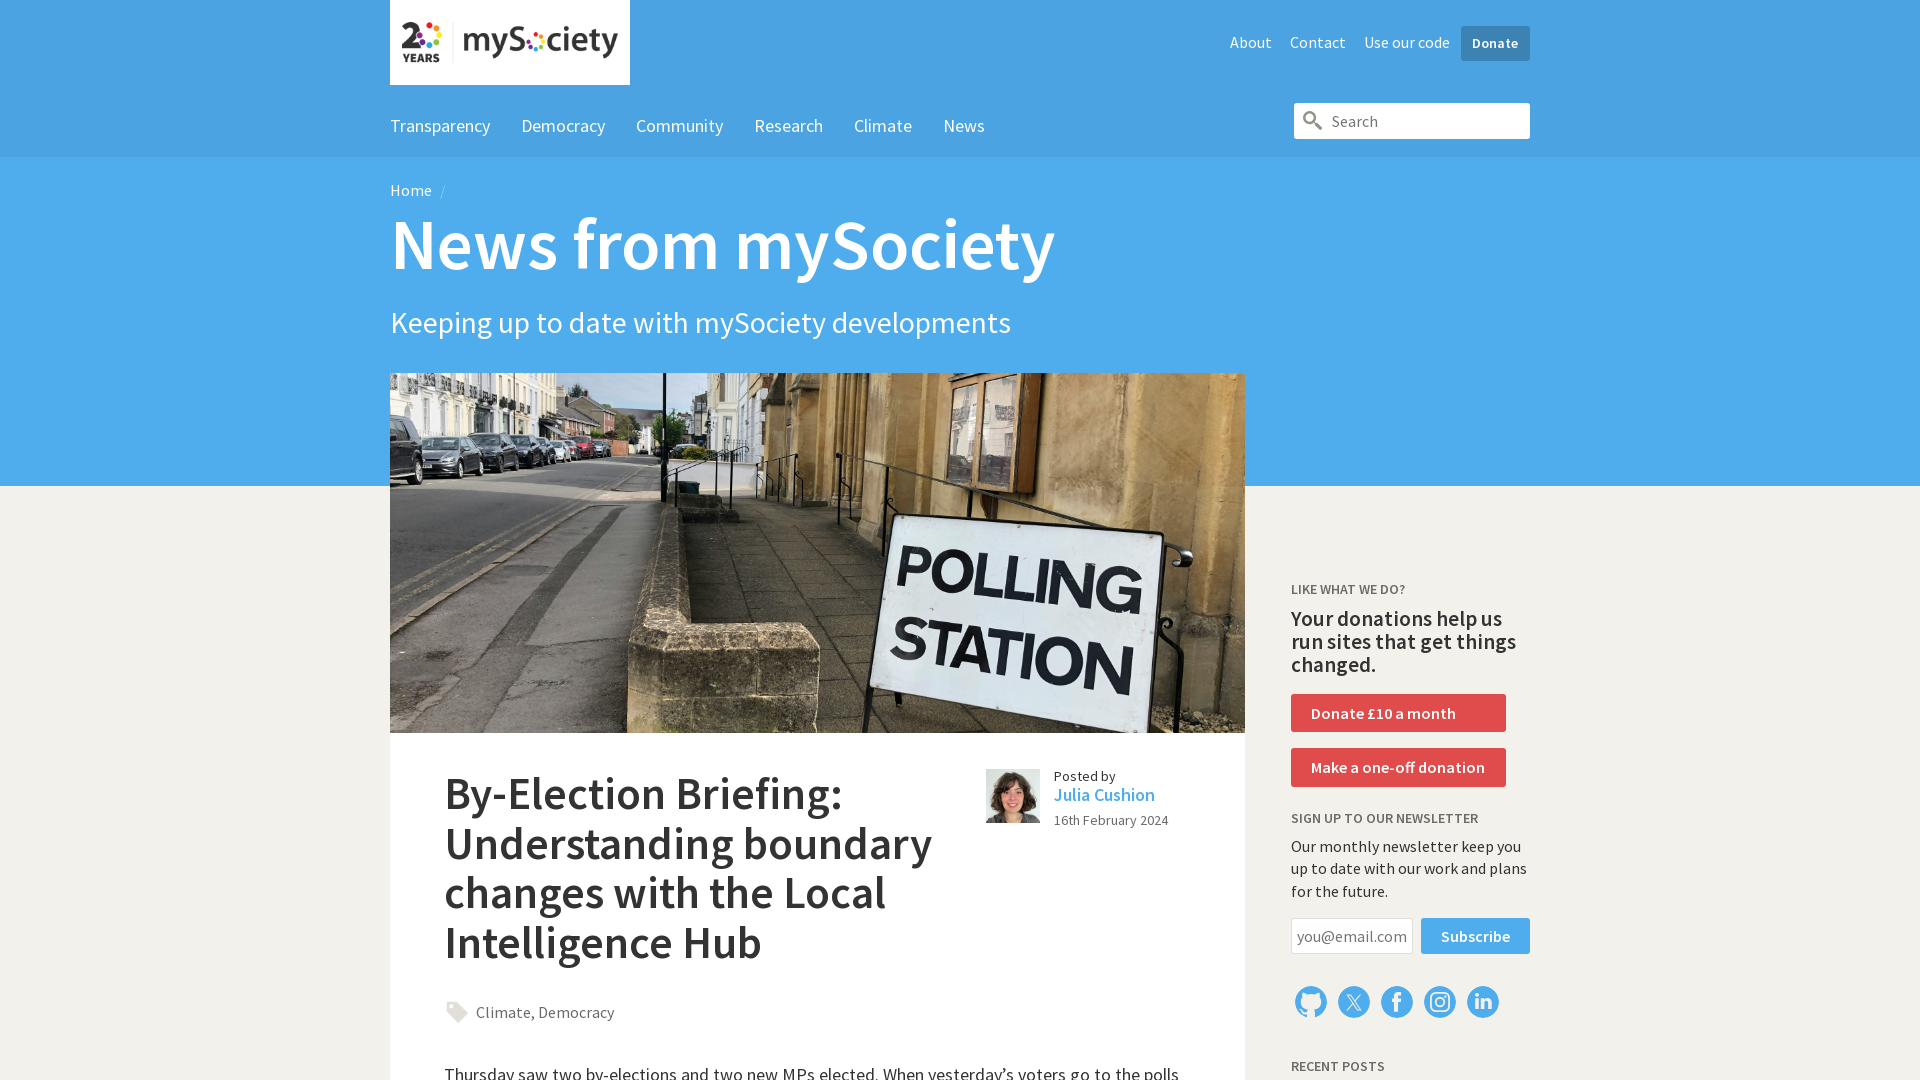 20 YEARS
mySociety
About
Contact
Use our code
Donate
Transparency
Democracy
Community
Research
Climate
News
Search
Home /
News from mySociety
Keeping up to date with mySociety developments
POLLING
STATION
By-Election Briefing:
Understanding boundary
changes with the Local
Intelligence Hub
Posted by
Julia Cushion
16th February 2024
Climate, Democracy
Thursday saw two by-elections and two new MPs elected. When yesterday's voters go to the polls
LIKE WHAT WE DO?
Your donations help us
run sites that get things
changed.
Donate £10 a month
Make a one-off donation
SIGN UP TO OUR NEWSLETTER
Our monthly newsletter keep you
up to date with our work and plans
for the future.
you@email.com
Subscribe
RECENT POSTS